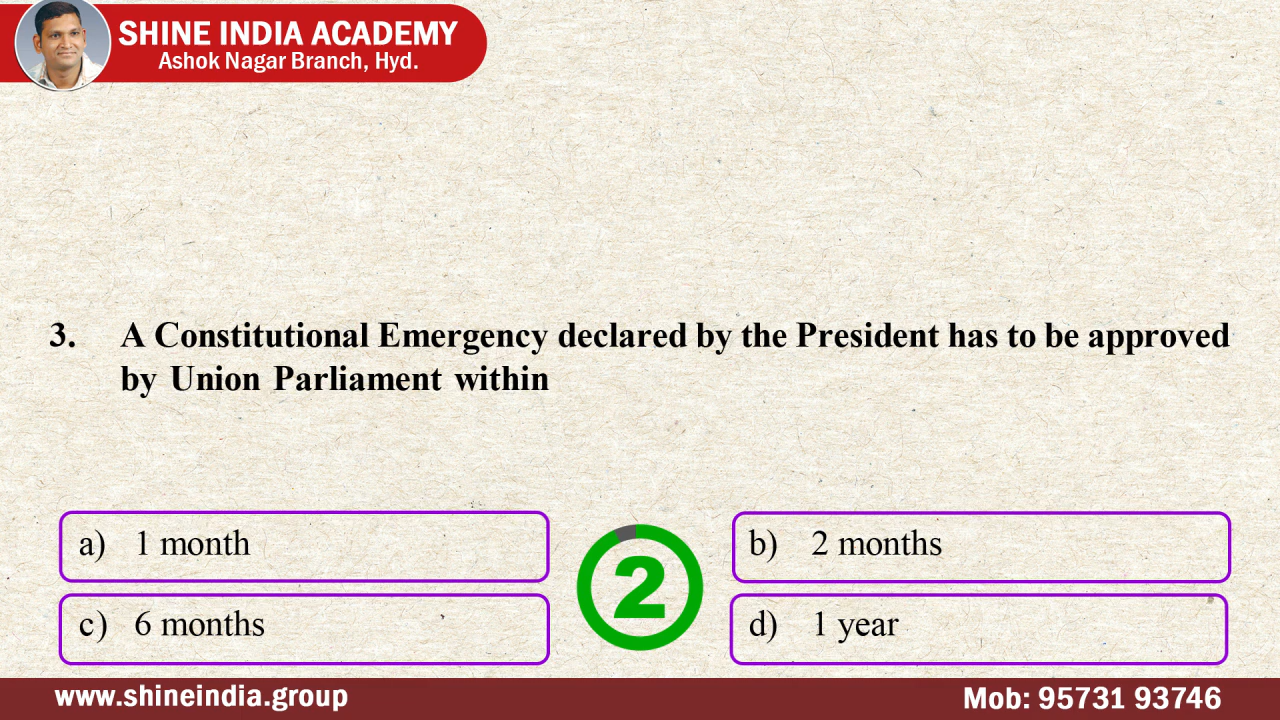 SHINE INDIA ACADEMY
Ashok Nagar Branch, Hyd.
3. A Constitutional Emergency declared by the President has to be approved
by Union Parliament within
a) 1 month
b) 2 months
2
c) 6 months
d) 1 year
www.shineindia.group
Mob: 95731 93746